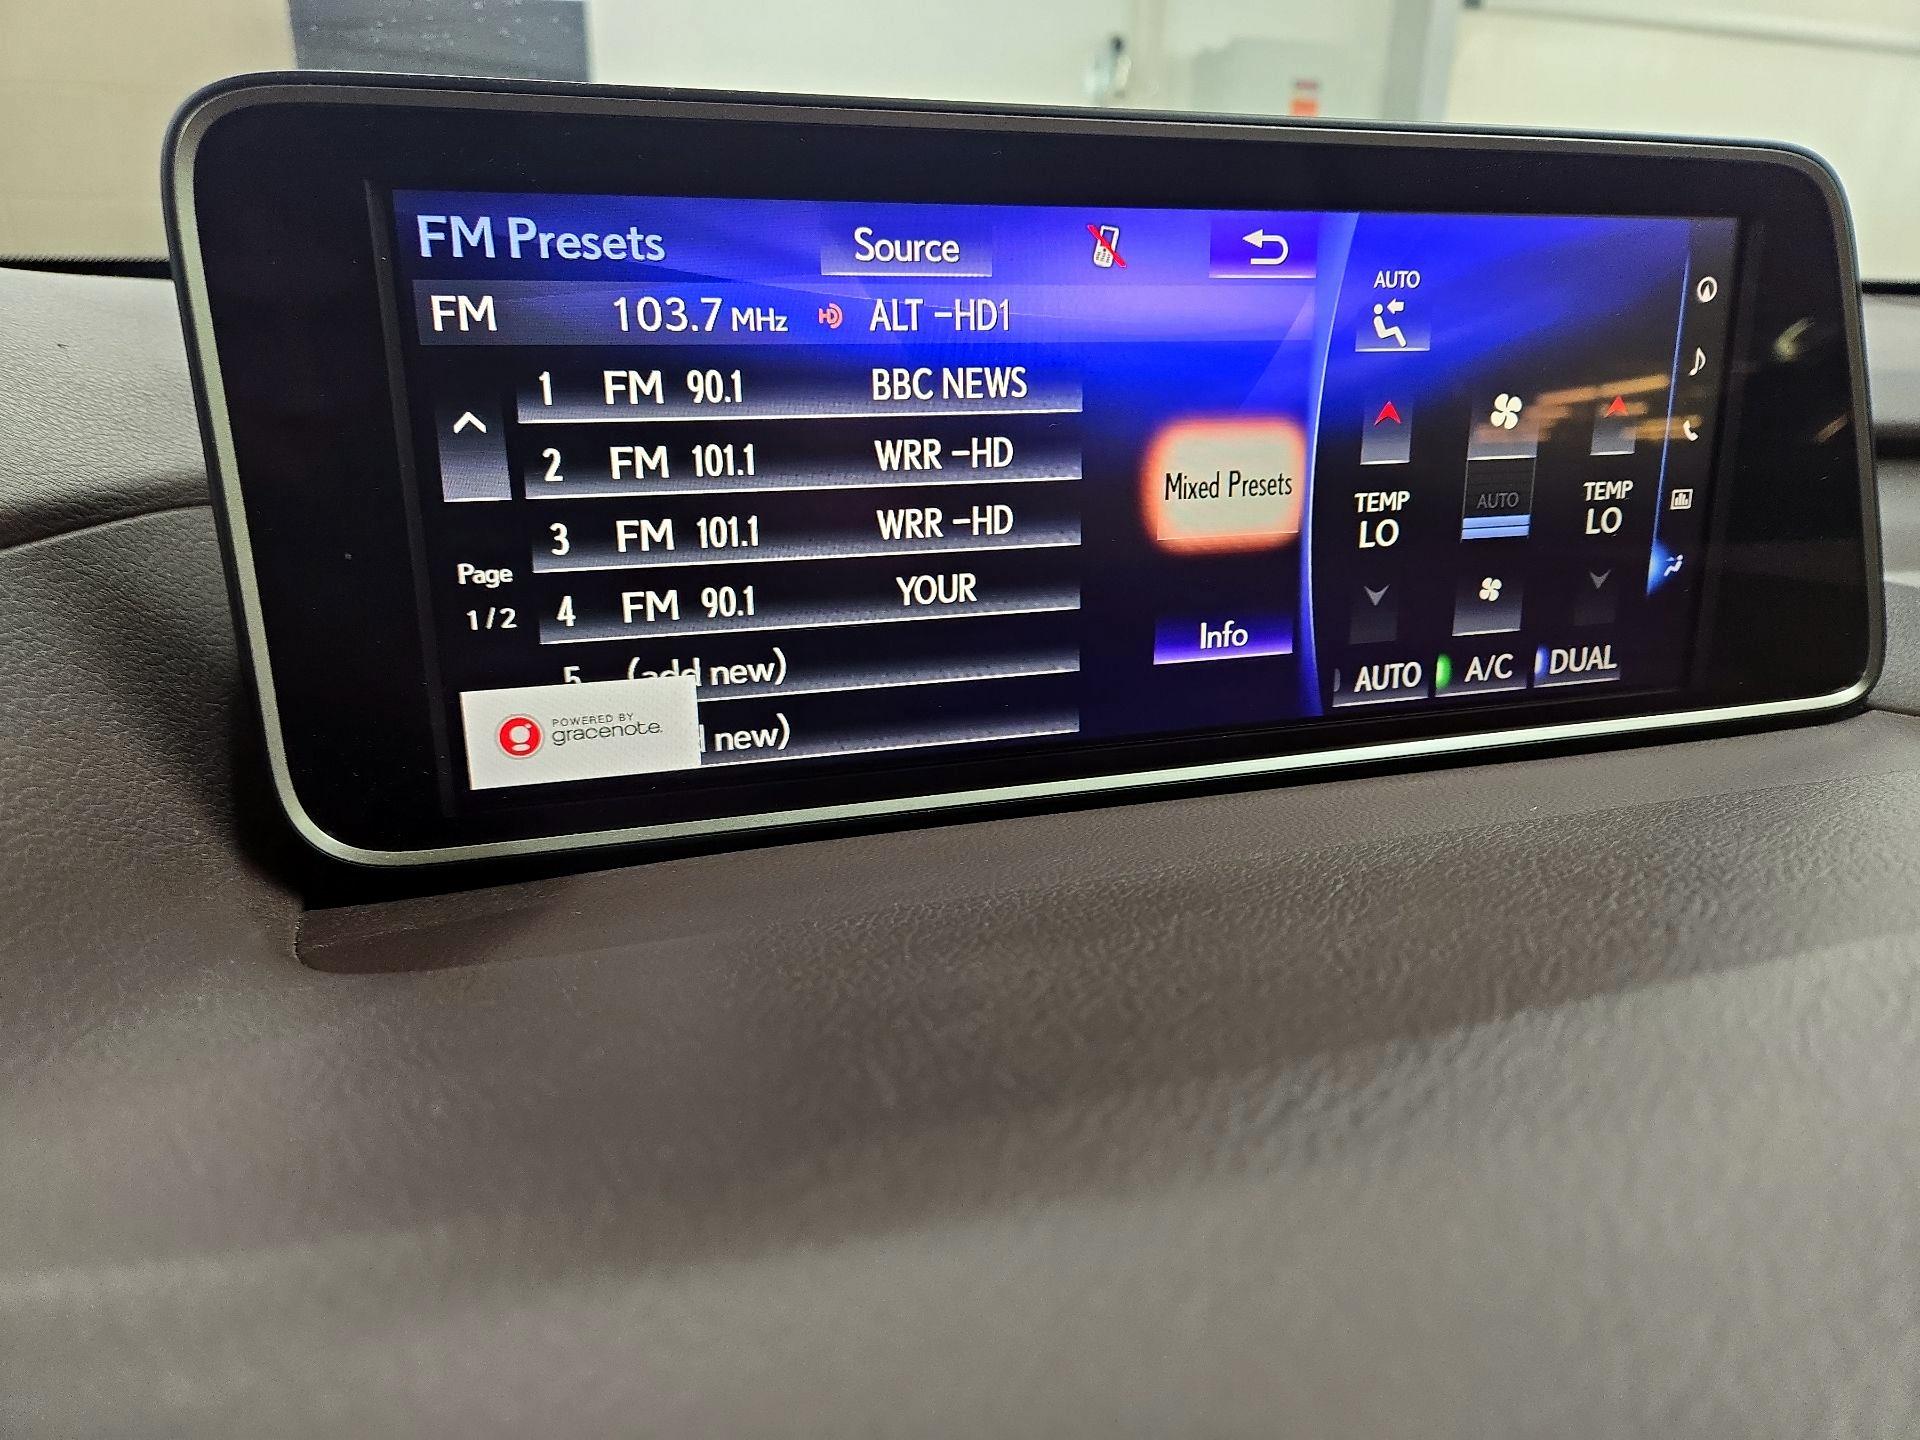 FM Presets Source
FM 103.7 MHz HD ALT -HD1
1 FM 90.1 BBC NEWS
2 FM 101.1 WRR -HD
3 FM 101.1 WRR -HD
4 FM 90.1 YOUR
5 (add new)
new)
Page
1/2
POWERED BY
gracenote.
Mixed Presets
Info
AUTO
TEMP
LO
AUTO
TEMP
LO
AUTO A/C DUAL